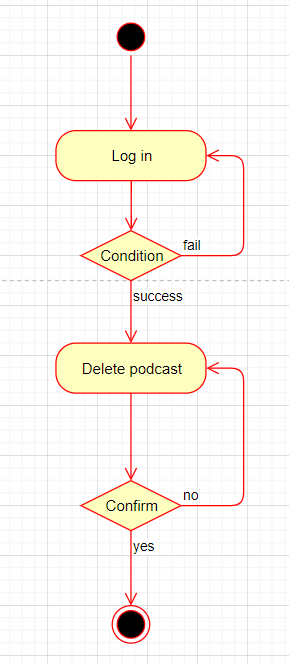 Log in
Condition
fail
success
Delete podcast
Confirm
no
yes